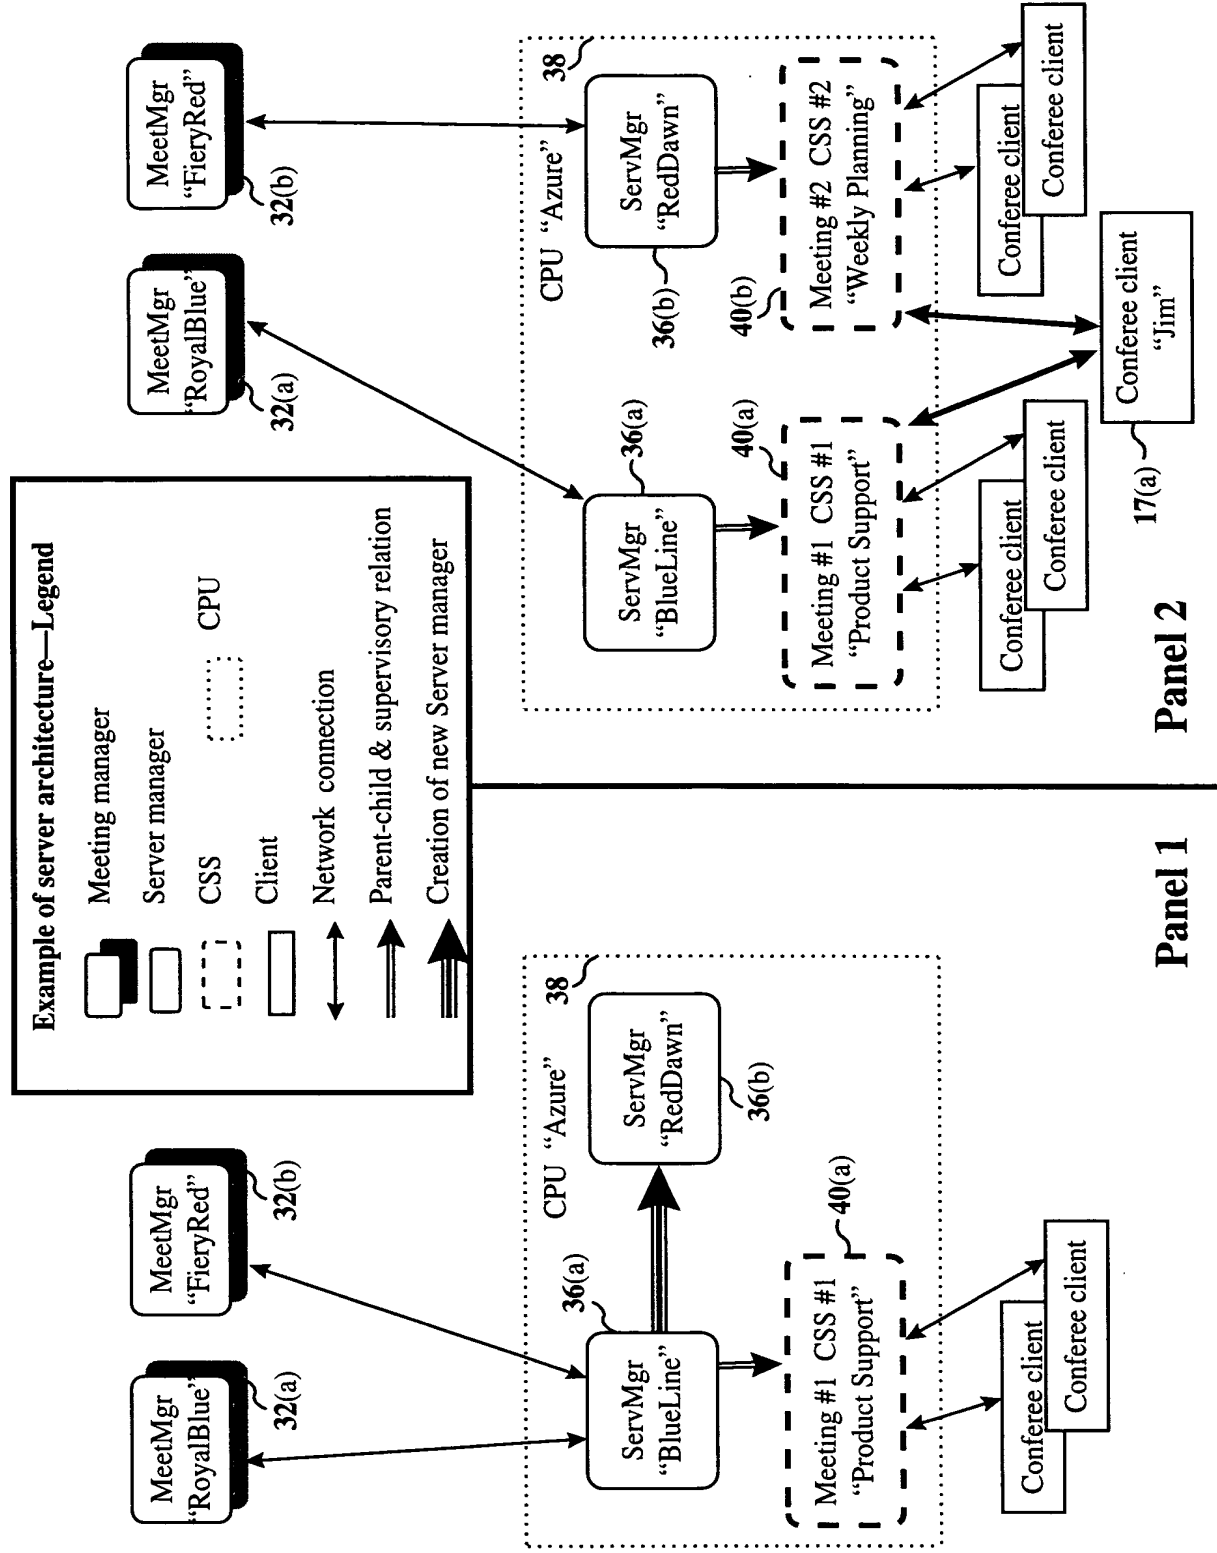 Example of server architecture—Legend
Meeting manager
Server manager
CSS
CPU
Client
Network connection
Parent-child & supervisory relation
Creation of new Server manager
MeetMgr
“RoyalBlue”
32(a)
MeetMgr
“FieryRed”
32(b)
CPU “Azure”
38
36(a)
ServMgr
“BlueLine”
ServMgr
“RedDawn”
36(b)
40(a)
Meeting #1 CSS #1
“Product Support”
Conferee client
Conferee client
Panel 1
MeetMgr
“RoyalBlue”
32(a)
MeetMgr
“FieryRed”
32(b)
CPU “Azure”
38
36(a)
ServMgr
“BlueLine”
ServMgr
“RedDawn”
36(b)
40(a)
40(b)
Meeting #1 CSS #1
“Product Support”
Meeting #2 CSS #2
“Weekly Planning”
Conferee client
Conferee client
Conferee client
Conferee client
Conferee client
“Jim”
17(a)
Panel 2